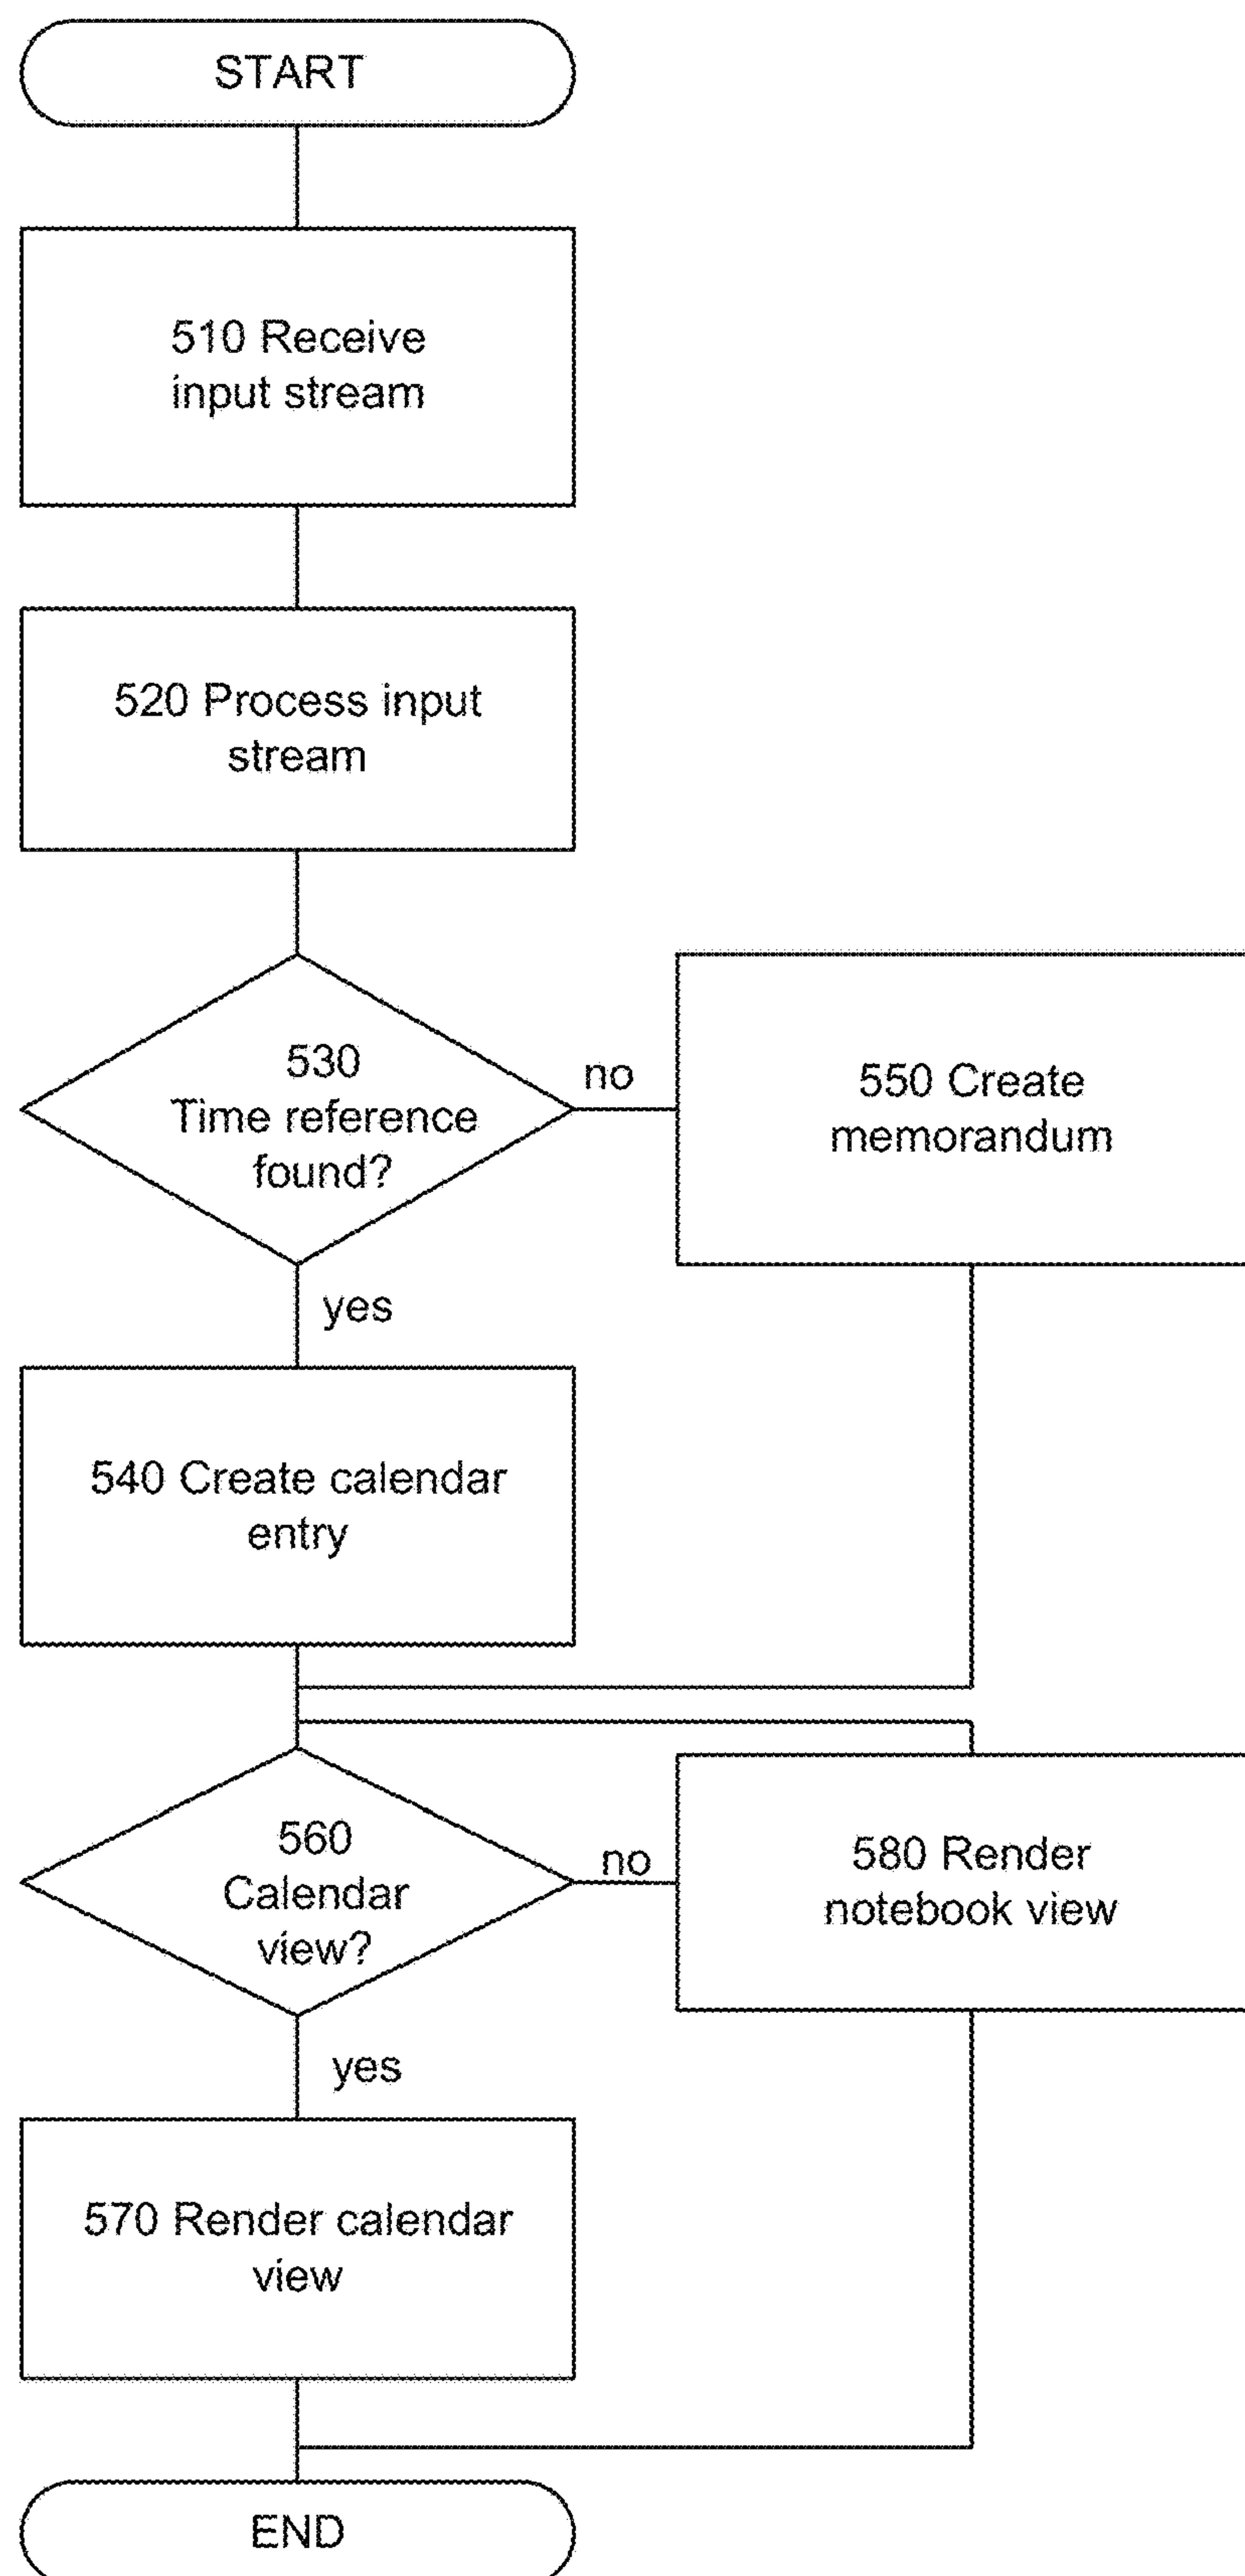 START
510 Receive
input stream
520 Process input
stream
530
Time reference
found?
no
550 Create
memorandum
yes
540 Create calendar
entry
560
Calendar
view?
no
580 Render
notebook view
yes
570 Render calendar
view
END